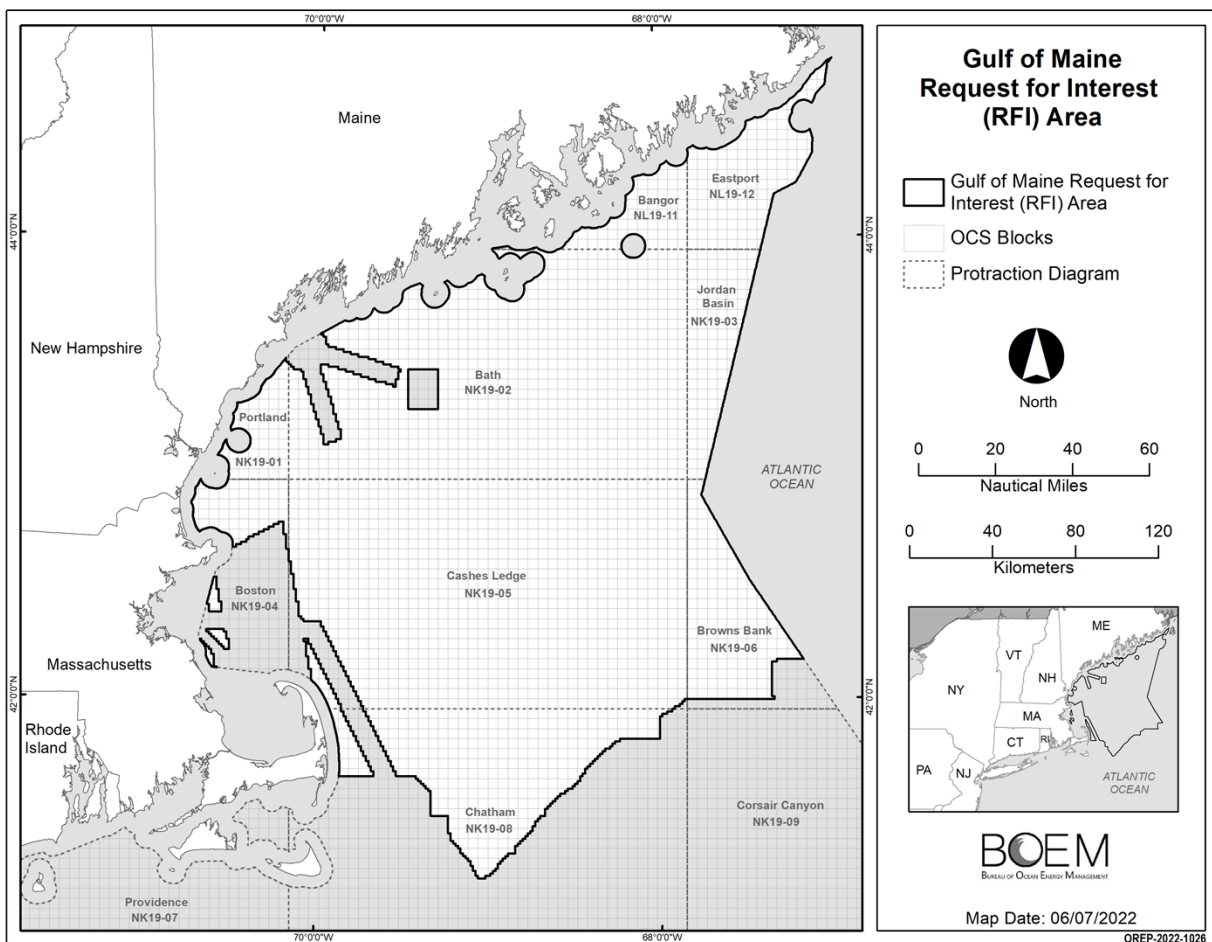 70°0'0"W
68°0'0"W
Maine
New Hampshire
Massachusetts
Rhode
Island
44°0'0"N
44°0'0"N
42°0'0"N
42°0'0"N
Eastport
NL19-12
Bangor
NL19-11
Jordan
Basin
NK19-03
Bath
NK19-02
Portland
NK19-01
ATLANTIC
OCEAN
Cashes Ledge
NK19-05
Boston
NK19-04
Browns Bank
NK19-06
Chatham
NK19-08
Corsair Canyon
NK19-09
Providence
NK19-07
70°0'0"W
68°0'0"W
Gulf of Maine
Request for Interest
(RFI) Area
Gulf of Maine Request for
Interest (RFI) Area
OCS Blocks
Protraction Diagram
North
0 20 40 60
Nautical Miles
0 40 80 120
Kilometers
ME
VT
NH
NY
MA
CT
RI
PA
NJ
ATLANTIC
OCEAN
BOEM
BUREAU OF OCEAN ENERGY MANAGEMENT
Map Date: 06/07/2022
OREP-2022-1026